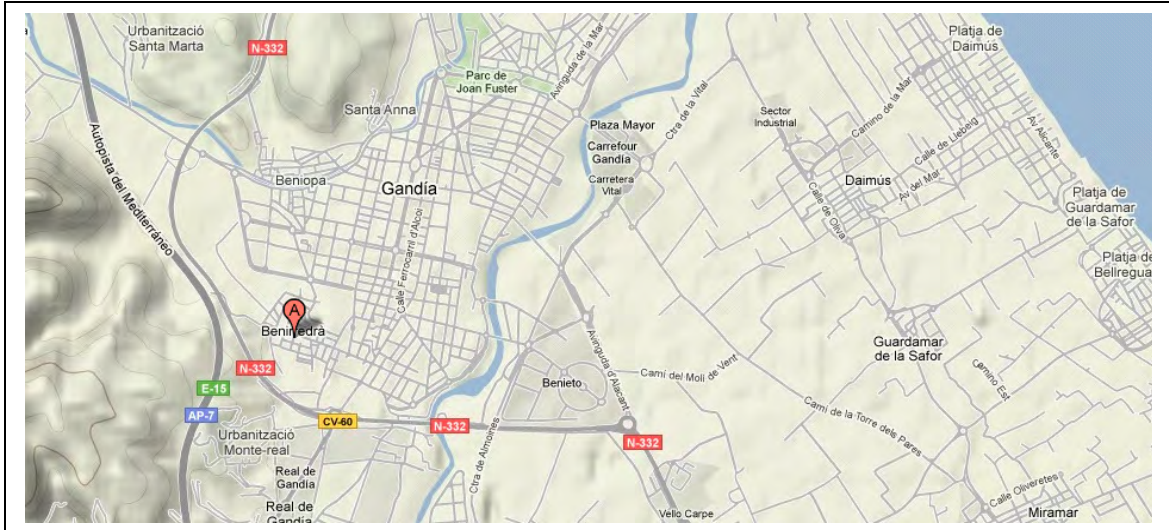 Urbanització
Santa Marta
N-332
Parc de
Joan Fuster
Avinguda de la Mar
Platja de
Daimús
Santa Anna
Plaza Mayor
Carrefour
Gandía
Carretera
Vital
Ctra de la Vital
Sector
Industrial
Camino de la Mar
Calle de Llebeig
Av Alicante
Autopista del Mediterráneo
Beniopa
Gandía
Daimús
Av del Mar
Calle de Oliva
Platja de
Guardamar
de la Safor
Calle Ferrocarril d'Alcoi
Platja de
Bellregua
A
N-332
E-15
AP-7
CV-60
N-332
N-332
Benieto
Avinguda d'Alacant
Camí del Molí de Vent
Guardamar
de la Safor
Camino Est
Camí de la Torre dels Pares
Urbanització
Monte-real
Real de
Gandía
Real de
Gandía
Ctra de Almoines
Vello Carpe
Calle Oliveretes
Miramar